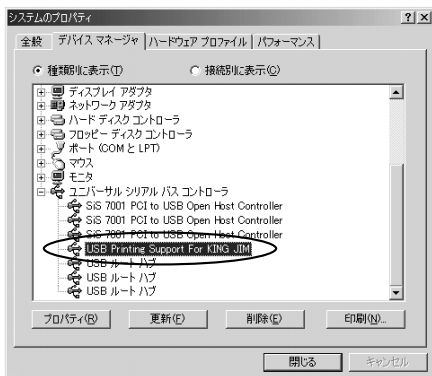 システムのプロパティ
全般 デバイス マネージャ ハードウェア プロファイル パフォーマンス
種類別に表示(T) 接続別に表示(C)
ディスプレイ アダプタ
ネットワーク アダプタ
ハード ディスク コントローラ
フロッピー ディスク コントローラ
ポート (COM と LPT)
マウス
モニタ
ユニバーサル シリアル バス コントローラ
SiS 7001 PCI to USB Open Host Controller
SiS 7001 PCI to USB Open Host Controller
SiS 7001 PCI to USB Open Host Controller
USB Printing Support For KING JIM
USB ルート ハブ
USB ルート ハブ
USB ルート ハブ
プロパティ(R) 更新(F) 削除(E) 印刷(N)...
閉じる キャンセル